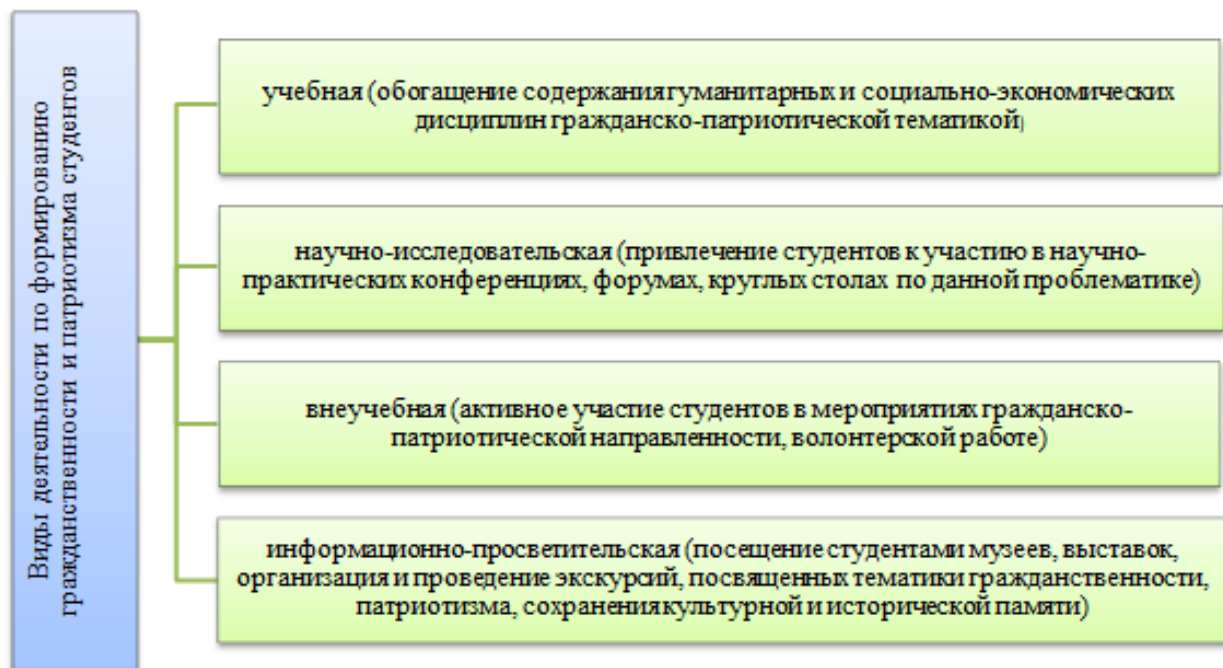 Виды деятельности по формированию
гражданственности и патриотизма студентов
учебная (обогащение содержания гуманитарных и социально-экономических
дисциплин гражданско-патриотической тематикой)
научно-исследовательская (привлечение студентов к участию в научно-
практических конференциях, форумах, круглых столах по данной проблематике)
внеучебная (активное участие студентов в мероприятиях гражданско-
патриотической направленности, волонтерской работе)
информационно-просветительская (посещение студентами музеев, выставок,
организация и проведение экскурсий, посвященных тематики гражданственности,
патриотизма, сохранения культурной и исторической памяти)